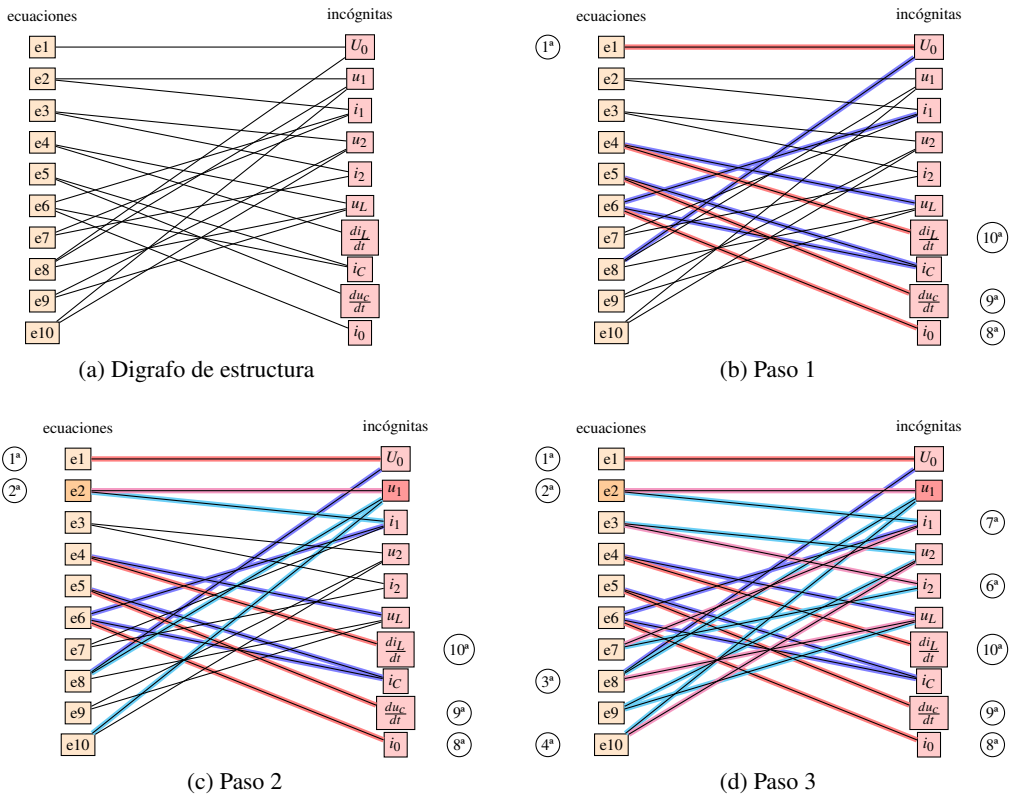 ecuaciones incógnitas
e1 U0
e2 u1
e3 i1
e4 u2
e5 i2
e6 uL
e7 diL/dt
e8 iC
e9 duc/dt
e10 i0
(a) Digrafo de estructura
ecuaciones incógnitas
1ª e1 U0
e2 u1
e3 i1
e4 u2
e5 i2
e6 uL
e7 diL/dt 10ª
e8 iC
e9 duc/dt 9ª
e10 i0 8ª
(b) Paso 1
ecuaciones incógnitas
1ª e1 U0
2ª e2 u1
e3 i1
e4 u2
e5 i2
e6 uL
e7 diL/dt 10ª
e8 iC
e9 duc/dt 9ª
e10 i0 8ª
(c) Paso 2
ecuaciones incógnitas
1ª e1 U0
2ª e2 u1
e3 i1 7ª
e4 u2
e5 i2 6ª
e6 uL
e7 diL/dt 10ª
3ª e8 iC
e9 duc/dt 9ª
4ª e10 i0 8ª
(d) Paso 3